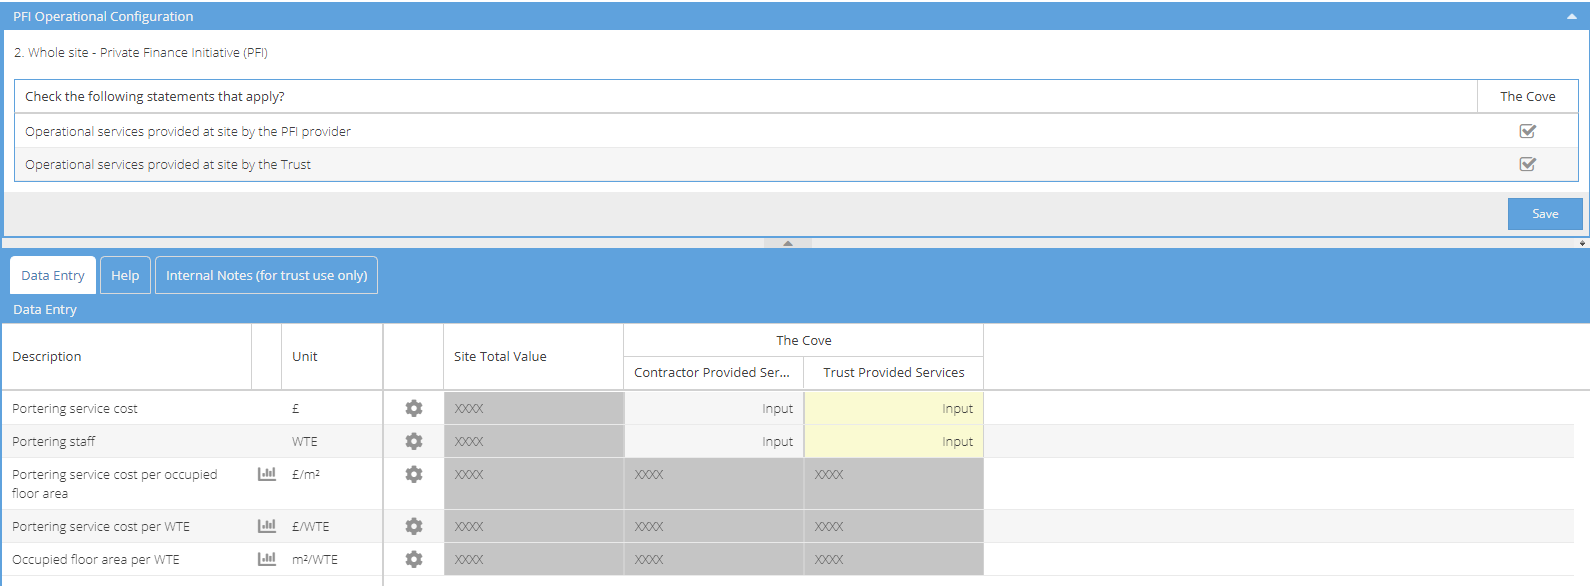 PFI Operational Configuration
2. Whole site - Private Finance Initiative (PFI)
Check the following statements that apply? The Cove
Operational services provided at site by the PFI provider
Operational services provided at site by the Trust
Save
Data Entry Help Internal Notes (for trust use only)
Data Entry
The Cove
Description Unit Site Total Value
Contractor Provided Ser... Trust Provided Services
Portering service cost £ XXXX Input Input
Portering staff WTE XXXX Input Input
Portering service cost per occupied £/m² XXXX XXXX XXXX
floor area
Portering service cost per WTE £/WTE XXXX XXXX XXXX
Occupied floor area per WTE m²/WTE XXXX XXXX XXXX